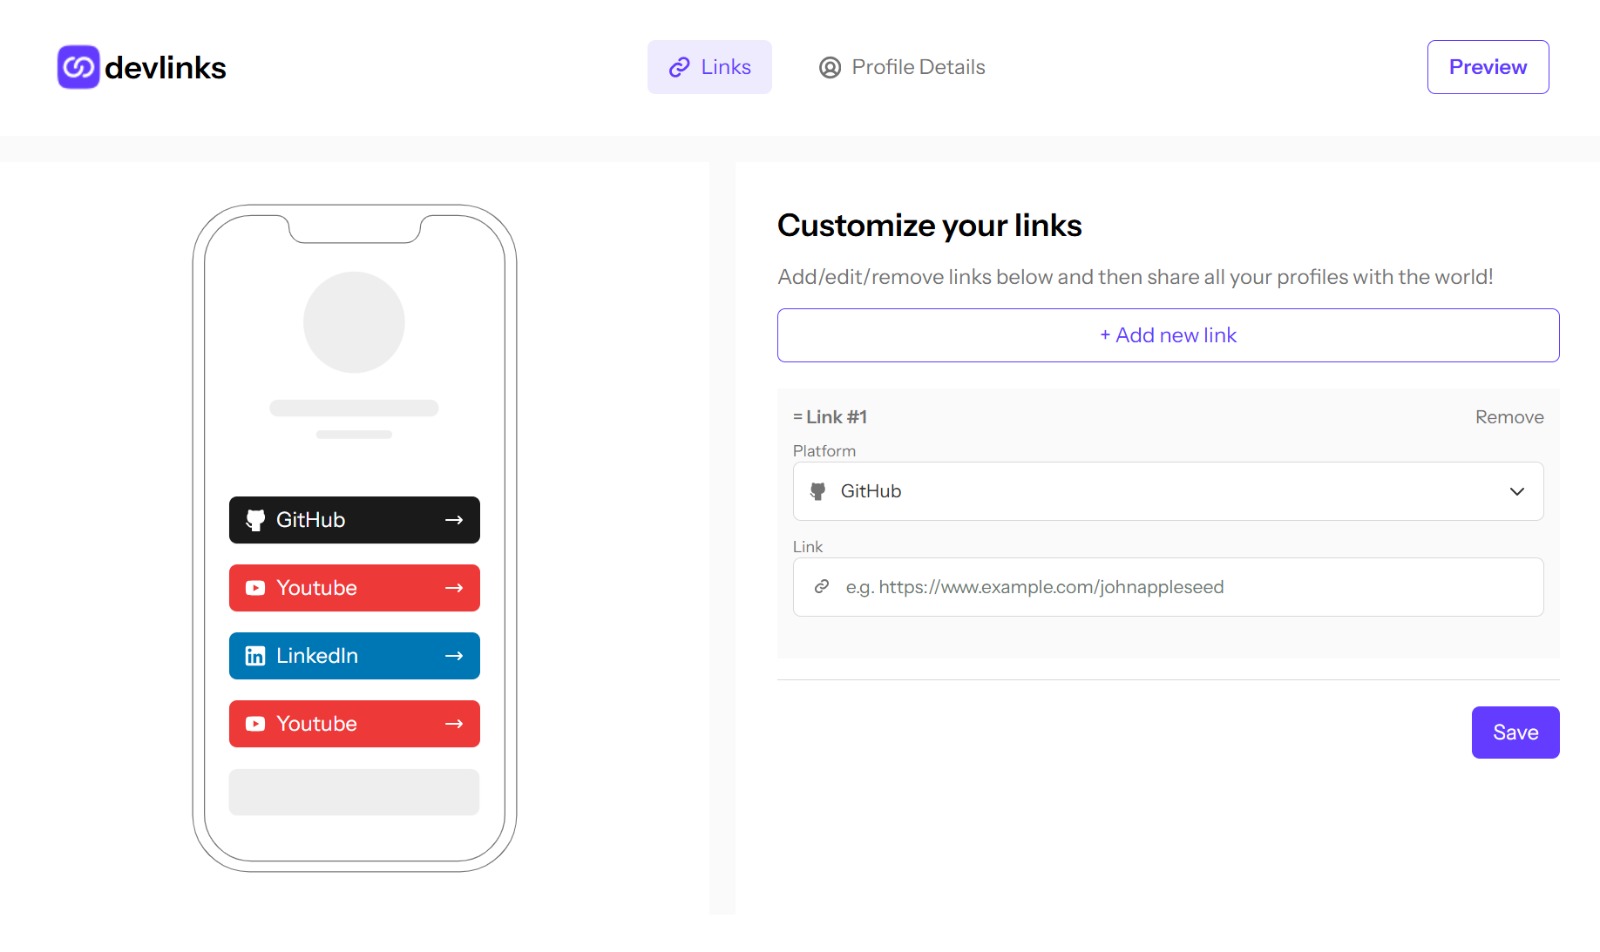 devlinks
Links
Profile Details
Preview
GitHub →
Youtube →
LinkedIn →
Youtube →
Customize your links
Add/edit/remove links below and then share all your profiles with the world!
+ Add new link
= Link #1
Remove
Platform
GitHub
Link
e.g. https://www.example.com/johnappleseed
Save